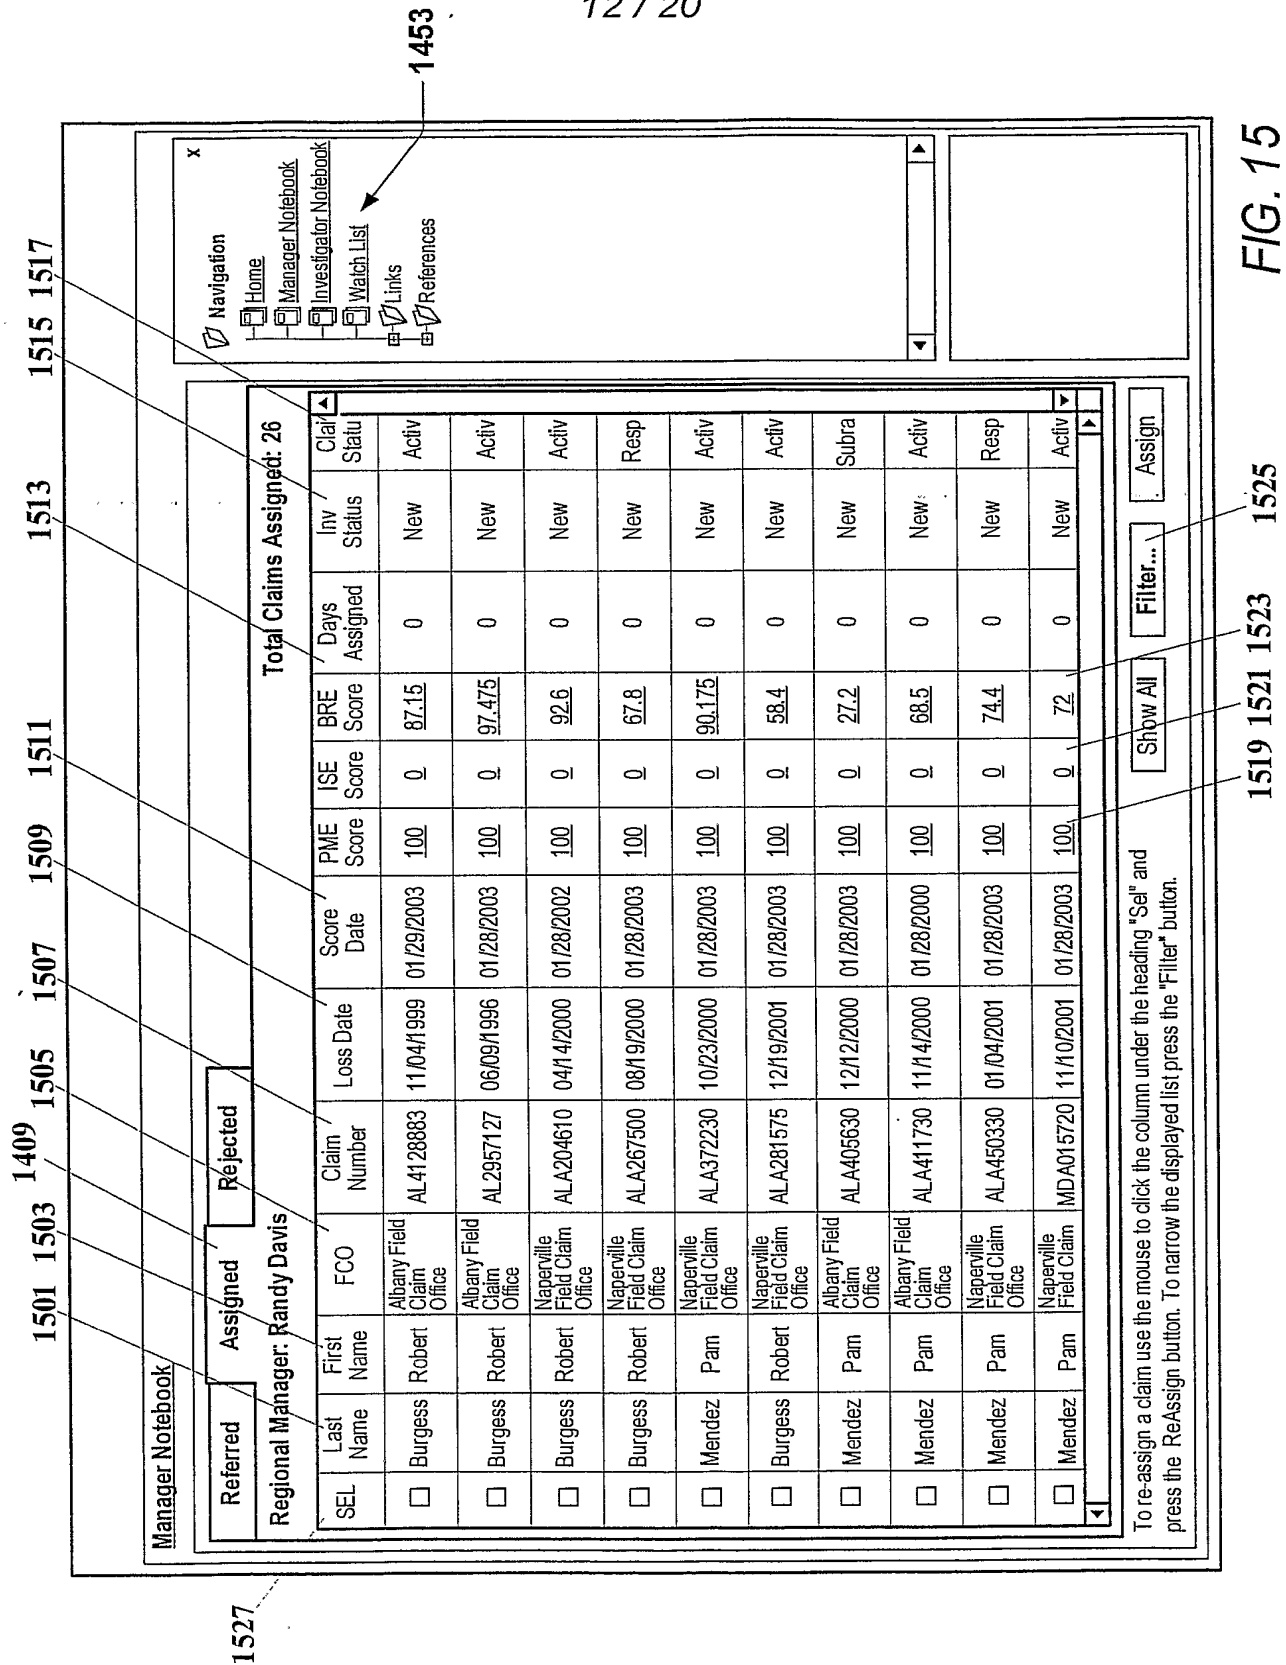 12 / 20
1453
1501 1503 1409 1505 1507 1509 1511 1513 1515 1517
1527
Manager Notebook
Referred Assigned Rejected
Regional Manager: Randy Davis Total Claims Assigned: 26
SEL Last Name First Name FCO Claim Number Loss Date Score Date PME Score ISE Score BRE Score Days Assigned Inv Status Clai Statu
Burgess Robert Albany Field Claim Office AL4128883 11/04/1999 01/29/2003 100 0 87.15 0 New Activ
Burgess Robert Albany Field Claim Office AL2957127 06/09/1996 01/28/2003 100 0 97.475 0 New Activ
Burgess Robert Naperville Field Claim Office ALA204610 04/14/2000 01/28/2002 100 0 92.6 0 New Activ
Burgess Robert Naperville Field Claim Office ALA267500 08/19/2000 01/28/2003 100 0 67.8 0 New Resp
Mendez Pam Naperville Field Claim Office ALA372230 10/23/2000 01/28/2003 100 0 90.175 0 New Activ
Burgess Robert Naperville Field Claim Office ALA281575 12/19/2001 01/28/2003 100 0 58.4 0 New Activ
Mendez Pam Albany Field Claim Office ALA405630 12/12/2000 01/28/2003 100 0 27.2 0 New Subra
Mendez Pam Albany Field Claim Office ALA411730 11/14/2000 01/28/2000 100 0 68.5 0 New Activ
Mendez Pam Naperville Field Claim Office ALA450330 01/04/2001 01/28/2003 100 0 74.4 0 New Resp
Mendez Pam Naperville Field Claim MDA015720 11/10/2001 01/28/2003 100 0 72 0 New Activ
To re-assign a claim use the mouse to click the column under the heading "Sel" and
press the ReAssign button. To narrow the displayed list press the "Filter" button.
Show All Filter... Assign
1519 1521 1523 1525
x
Navigation
Home
Manager Notebook
Investigator Notebook
Watch List
Links
References
FIG. 15